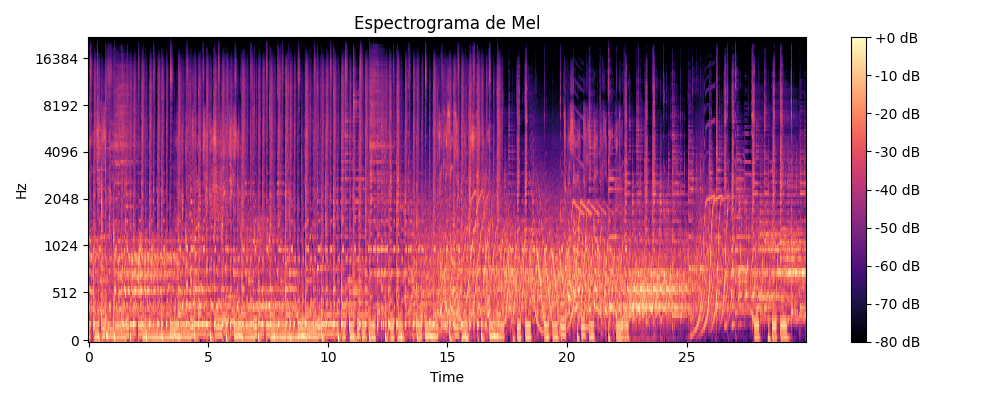 Espectrograma de Mel
Hz
16384
8192
4096
2048
1024
512
0
0 5 10 15 20 25
Time
+0 dB
-10 dB
-20 dB
-30 dB
-40 dB
-50 dB
-60 dB
-70 dB
-80 dB